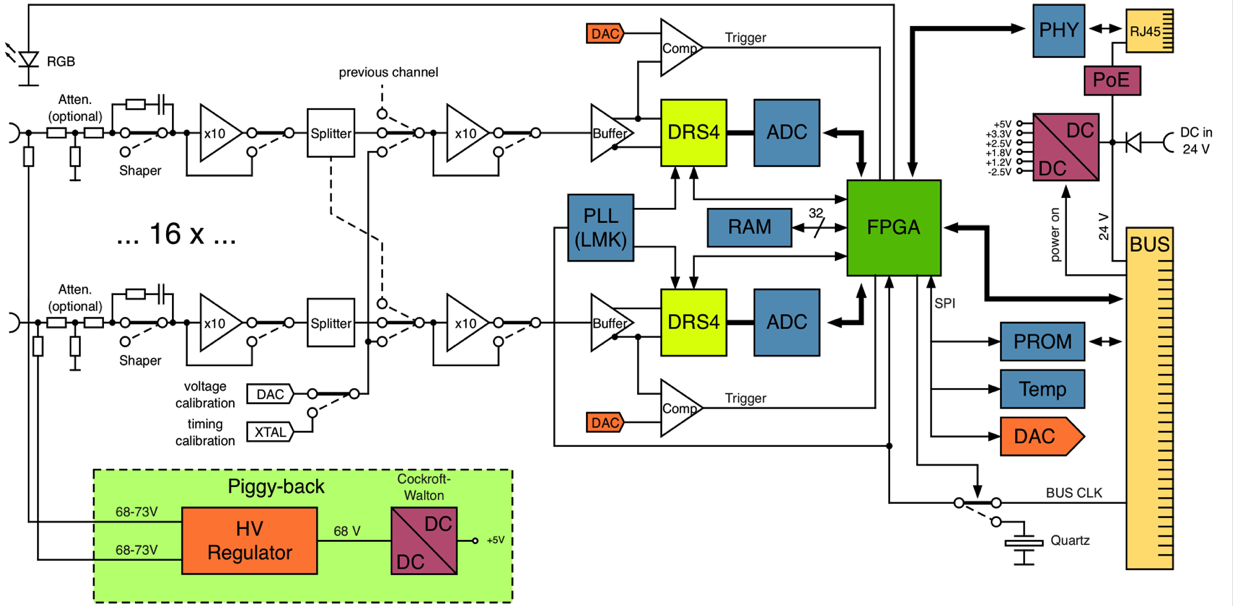 RGB
Atten.
(optional)
Shaper
x10
Splitter
previous channel
x10
Buffer
DAC
Comp
Trigger
DRS4
ADC
PHY
RJ45
PoE
+5V
+3.3V
+2.5V
+1.8V
+1.2V
-2.5V
DC
DC
DC in
24 V
... 16 x ...
PLL
(LMK)
RAM
32
FPGA
power on
24 V
BUS
Atten.
(optional)
Shaper
x10
Splitter
x10
Buffer
DRS4
ADC
SPI
PROM
Temp
DAC
voltage
calibration
DAC
timing
calibration
XTAL
Comp
DAC
Trigger
BUS CLK
Quartz
Piggy-back
Cockroft-
Walton
68-73V
68-73V
HV
Regulator
68 V
DC
DC
+5V